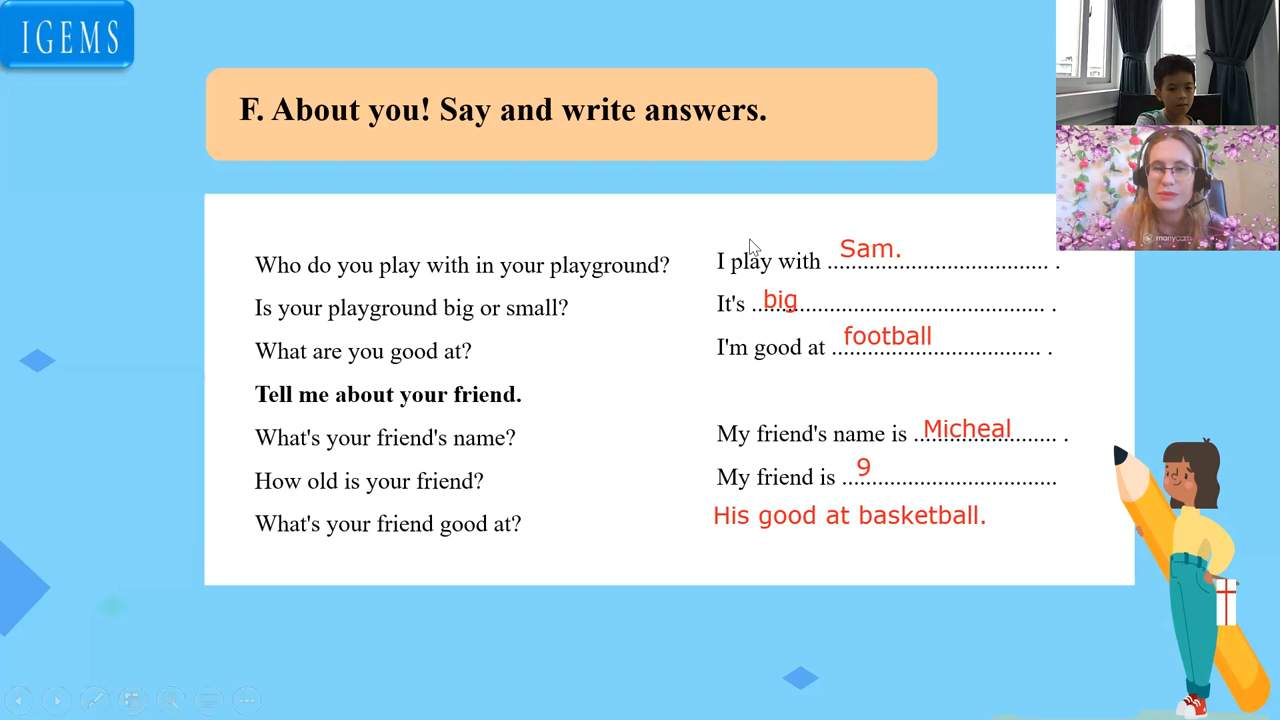 IGEMS
F. About you! Say and write answers.
Who do you play with in your playground? I play with Sam. .
Is your playground big or small? It's big .
What are you good at? I'm good at football .
Tell me about your friend.
What's your friend's name? My friend's name is Micheal .
How old is your friend? My friend is 9
What's your friend good at? His good at basketball.
manycam